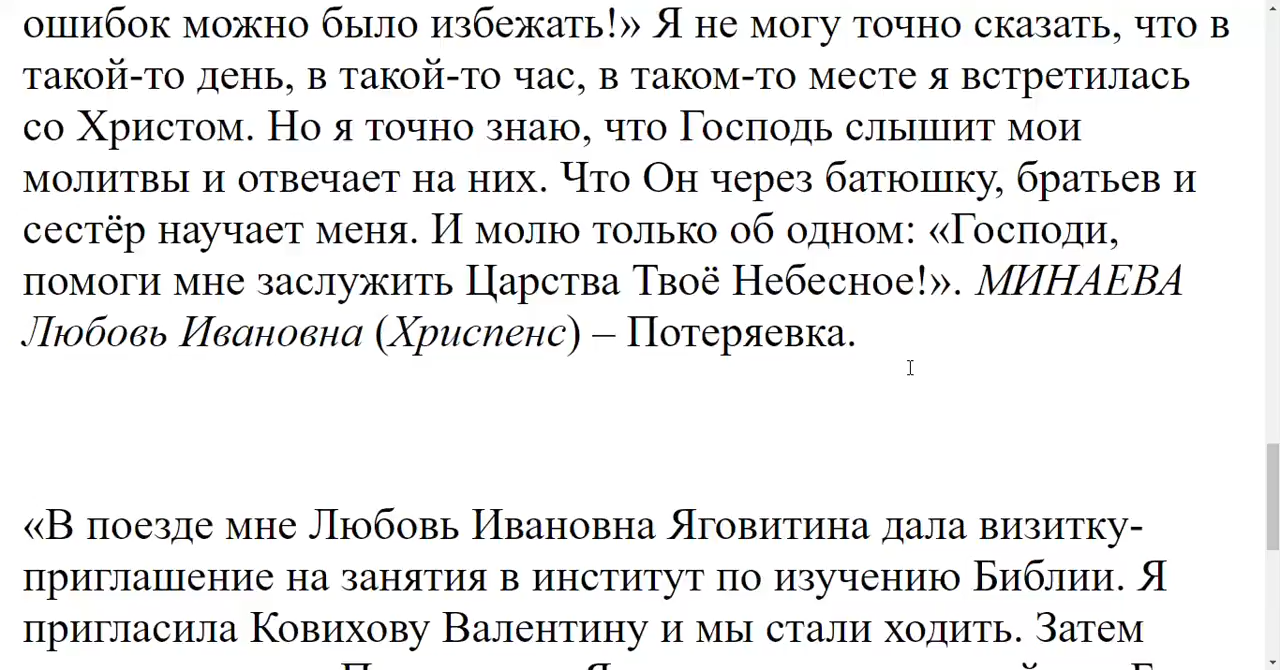 ошибок можно было избежать!» Я не могу точно сказать, что в
такой-то день, в такой-то час, в таком-то месте я встретилась
со Христом. Но я точно знаю, что Господь слышит мои
молитвы и отвечает на них. Что Он через батюшку, братьев и
сестёр научает меня. И молю только об одном: «Господи,
помоги мне заслужить Царства Твоё Небесное!». МИНАЕВА
Любовь Ивановна (Хриспенс) – Потеряевка.
«В поезде мне Любовь Ивановна Яговитина дала визитку-
приглашение на занятия в институт по изучению Библии. Я
пригласила Ковихову Валентину и мы стали ходить. Затем